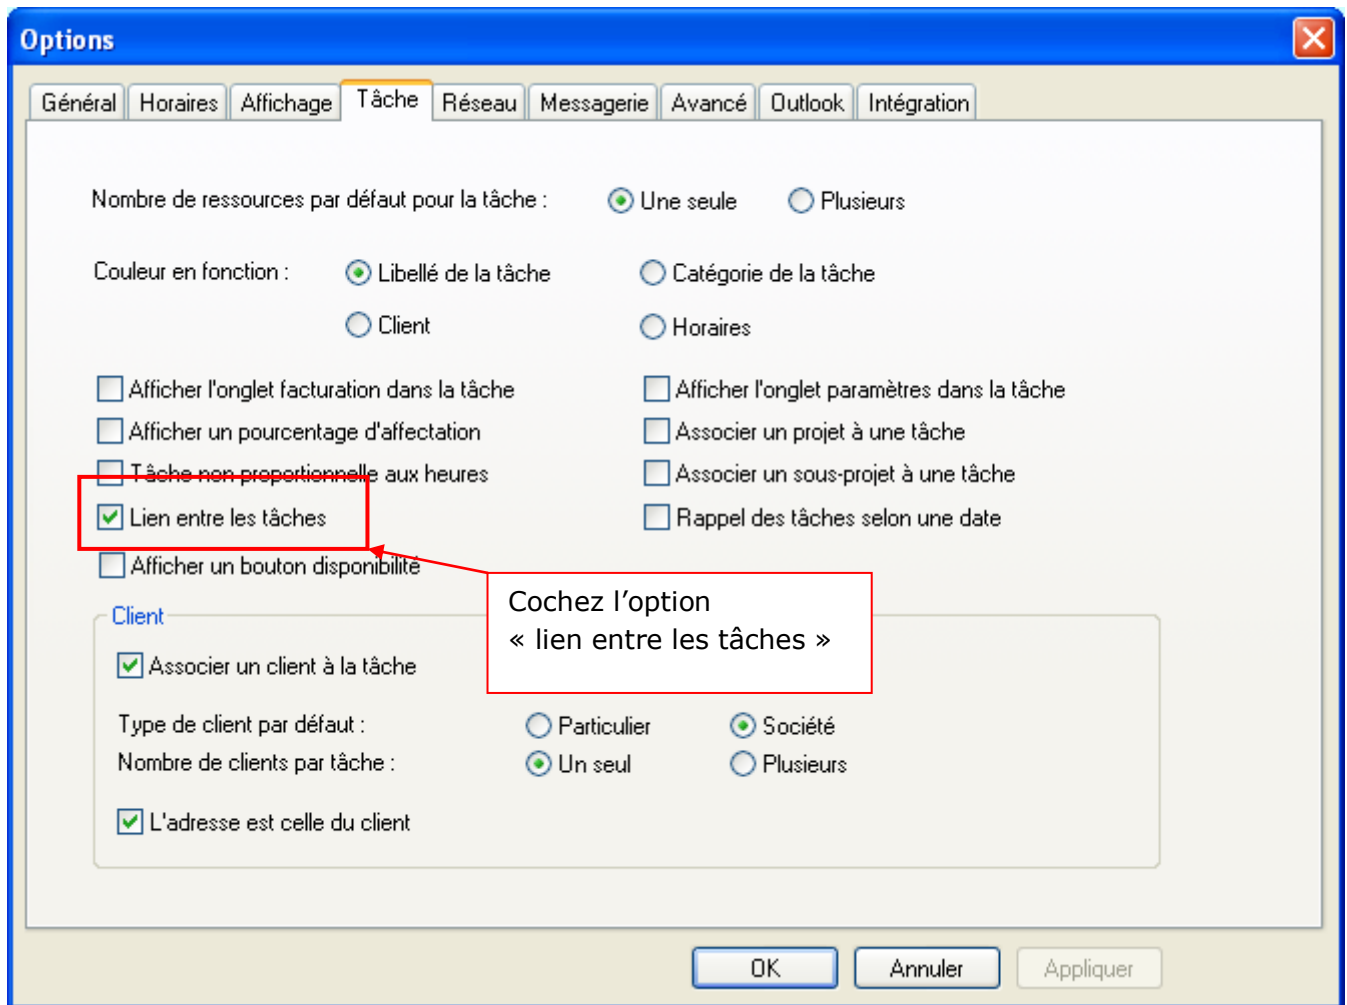 Options
Général Horaires Affichage Tâche Réseau Messagerie Avancé Outlook Intégration
Nombre de ressources par défaut pour la tâche : Une seule Plusieurs
Couleur en fonction : Libellé de la tâche Catégorie de la tâche
Client Horaires
Afficher l'onglet facturation dans la tâche Afficher l'onglet paramètres dans la tâche
Afficher un pourcentage d'affectation Associer un projet à une tâche
Tâche non proportionnelle aux heures Associer un sous-projet à une tâche
Lien entre les tâches Rappel des tâches selon une date
Afficher un bouton disponibilité
Cochez l’option
« lien entre les tâches »
Client
Associer un client à la tâche
Type de client par défaut : Particulier Société
Nombre de clients par tâche : Un seul Plusieurs
L'adresse est celle du client
OK Annuler Appliquer